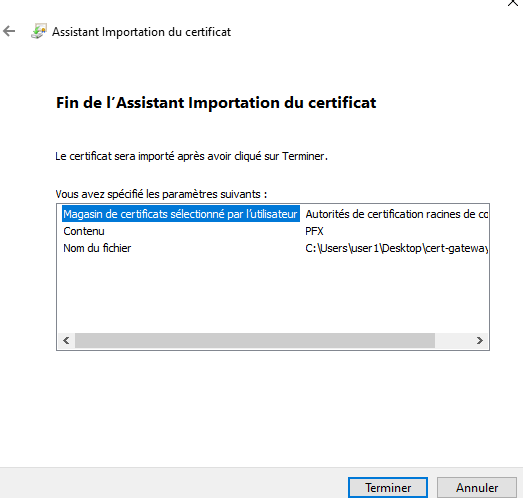 Assistant Importation du certificat
Fin de l'Assistant Importation du certificat
Le certificat sera importé après avoir cliqué sur Terminer.
Vous avez spécifié les paramètres suivants :
Magasin de certificats sélectionné par l'utilisateur Autorités de certification racines de co
Contenu PFX
Nom du fichier C:\Users\user1\Desktop\cert-gateway
Terminer Annuler